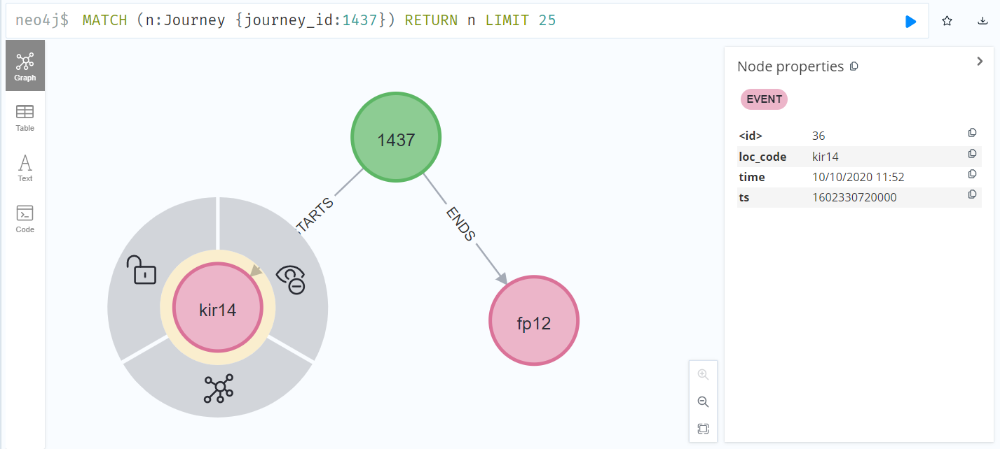 neo4j$ MATCH (n:Journey {journey_id:1437}) RETURN n LIMIT 25
Graph
Table
Text
Code
1437
TARTS
ENDS
kir14
fp12
Node properties
EVENT
<id> 36
loc_code kir14
time 10/10/2020 11:52
ts 1602330720000